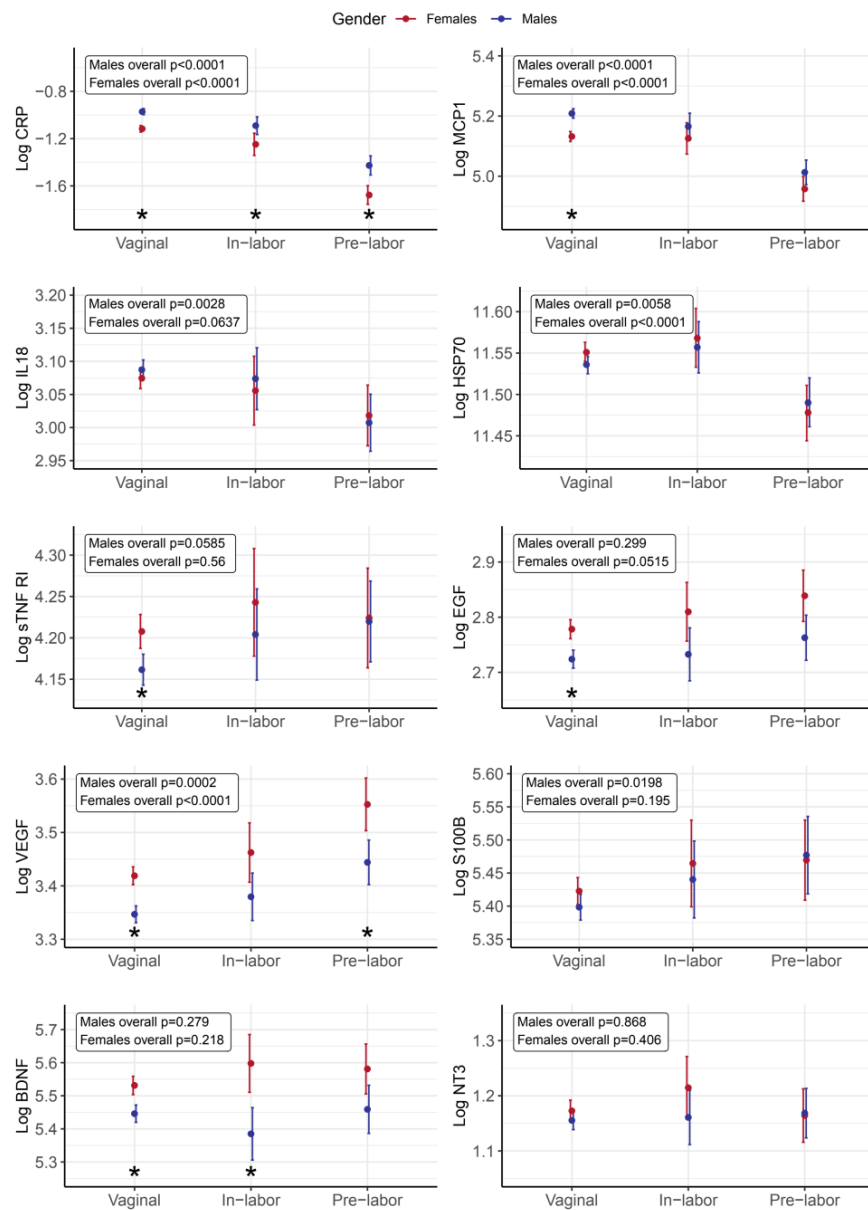 Gender Females Males
Males overall p<0.0001
Females overall p<0.0001
Log CRP
−0.8
−1.2
−1.6
* * *
Vaginal In−labor Pre−labor
Males overall p<0.0001
Females overall p<0.0001
Log MCP1
5.4
5.2
5.0
*
Vaginal In−labor Pre−labor
Males overall p=0.0028
Females overall p=0.0637
Log IL18
3.20
3.15
3.10
3.05
3.00
2.95
Vaginal In−labor Pre−labor
Males overall p=0.0058
Females overall p<0.0001
Log HSP70
11.60
11.55
11.50
11.45
Vaginal In−labor Pre−labor
Males overall p=0.0585
Females overall p=0.56
Log sTNF RI
4.30
4.25
4.20
4.15
*
Vaginal In−labor Pre−labor
Males overall p=0.299
Females overall p=0.0515
Log EGF
2.9
2.8
2.7
*
Vaginal In−labor Pre−labor
Males overall p=0.0002
Females overall p<0.0001
Log VEGF
3.6
3.5
3.4
3.3
* *
Vaginal In−labor Pre−labor
Males overall p=0.0198
Females overall p=0.195
Log S100B
5.60
5.55
5.50
5.45
5.40
5.35
Vaginal In−labor Pre−labor
Males overall p=0.279
Females overall p=0.218
Log BDNF
5.7
5.6
5.5
5.4
5.3
* *
Vaginal In−labor Pre−labor
Males overall p=0.868
Females overall p=0.406
Log NT3
1.3
1.2
1.1
Vaginal In−labor Pre−labor